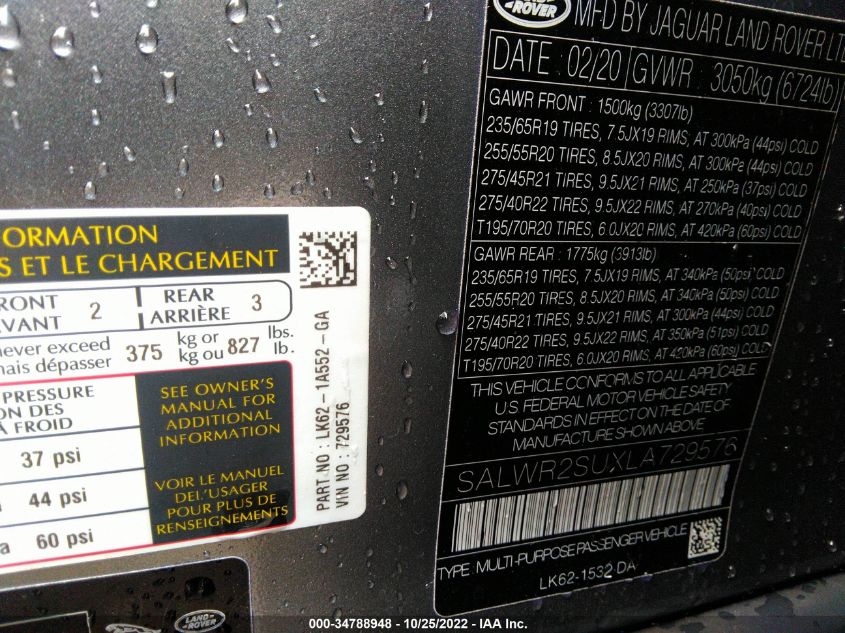 LAND
ROVER
MFD BY JAGUAR LAND ROVER LT
DATE : 02/20 GVWR : 3050kg (6724lb)
GAWR FRONT : 1500kg (3307lb)
235/65R19 TIRES, 7.5JX19 RIMS, AT 300kPa (44psi) COLD
255/55R20 TIRES, 8.5JX20 RIMS, AT 300kPa (44psi) COLD
275/45R21 TIRES, 9.5JX21 RIMS, AT 250kPa (37psi) COLD
275/40R22 TIRES, 9.5JX22 RIMS, AT 270kPa (40psi) COLD
T195/70R20 TIRES, 6.0JX20 RIMS, AT 420kPa (60psi) COLD
GAWR REAR : 1775kg (3913lb)
235/65R19 TIRES, 7.5JX19 RIMS, AT 340kPa (50psi) COLD
255/55R20 TIRES, 8.5JX20 RIMS, AT 340kPa (50psi) COLD
275/45R21 TIRES, 9.5JX21 RIMS, AT 300kPa (44psi) COLD
275/40R22 TIRES, 9.5JX22 RIMS, AT 350kPa (51psi) COLD
T195/70R20 TIRES, 6.0JX20 RIMS, AT 420kPa (60psi) COLD
THIS VEHICLE CONFORMS TO ALL APPLICABLE
U.S. FEDERAL MOTOR VEHICLE SAFETY
STANDARDS IN EFFECT ON THE DATE OF
MANUFACTURE SHOWN ABOVE
SALWR2SUXLA729576
TYPE : MULTI-PURPOSE PASSENGER VEHICLE
LK62-1532-DA
FORMATION
S ET LE CHARGEMENT
FRONT 2 REAR 3
VANT ARRIÈRE
never exceed 375 kg or 827 lbs.
mais dépasser kg ou lb.
PRESSURE
ON DES
À FROID
37 psi
44 psi
60 psi
SEE OWNER'S
MANUAL FOR
ADDITIONAL
INFORMATION
VOIR LE MANUEL
DE L'USAGER
POUR PLUS DE
RENSEIGNEMENTS
PART NO : LK62-1A552-GA
VIN NO : 729576
LAND
ROVER
000-34788948 - 10/25/2022 - IAA Inc.